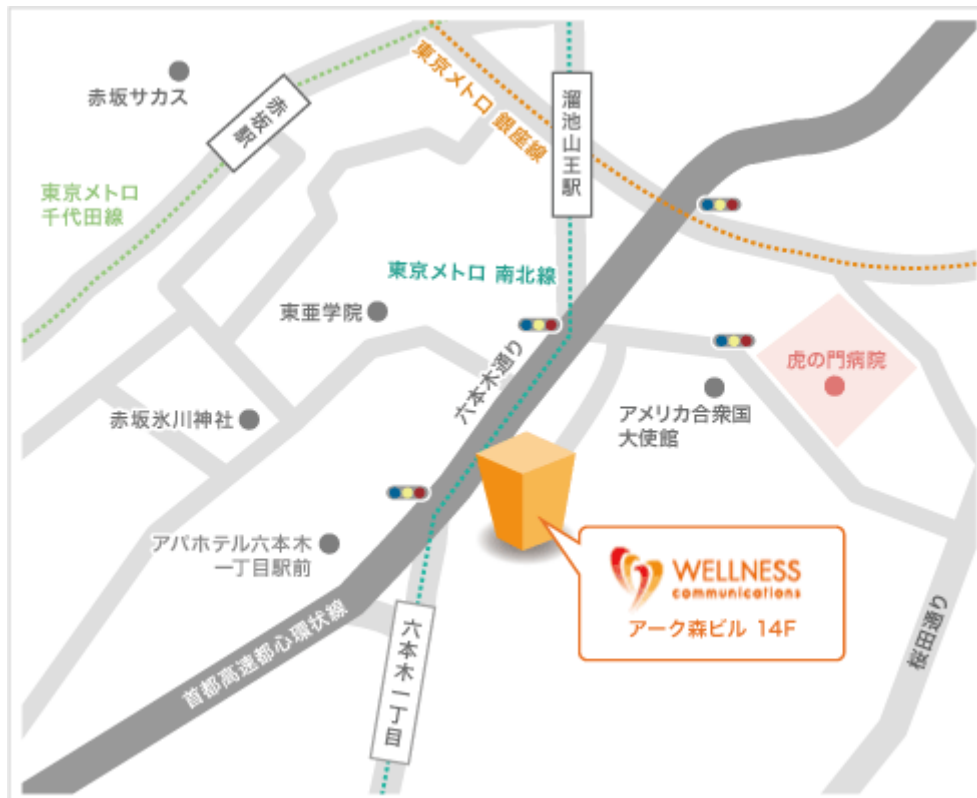 東京メトロ 銀座線
赤坂サカス
赤坂駅
溜池山王駅
東京メトロ
千代田線
東京メトロ 南北線
東亜学院
六本木通り
虎の門病院
アメリカ合衆国
大使館
赤坂氷川神社
アパホテル六本木
一丁目駅前
WELLNESS
communications
アーク森ビル 14F
首都高速都心環状線
六本木一丁目
桜田通り